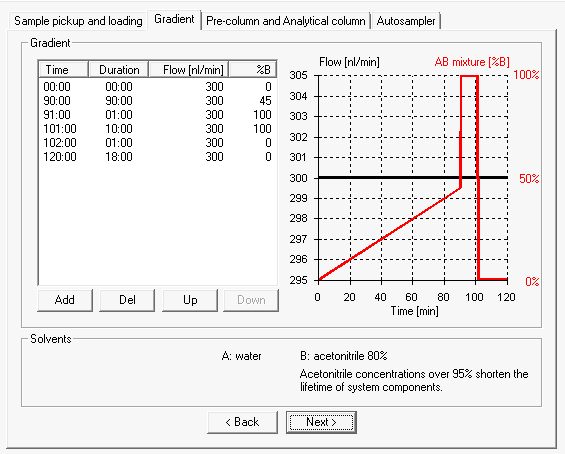 Sample pickup and loading Gradient Pre-column and Analytical column Autosampler
Gradient
Time Duration Flow [nl/min] %B
00:00 00:00 300 0
90:00 90:00 300 45
91:00 01:00 300 100
101:00 10:00 300 100
102:00 01:00 300 0
120:00 18:00 300 0
Add Del Up Down
Flow [nl/min] AB mixture [%B]
305 100%
304
303
302
301
300 50%
299
298
297
296
295 0%
0 20 40 60 80 100 120
Time [min]
Solvents
A: water B: acetonitrile 80%
Acetonitrile concentrations over 95% shorten the
lifetime of system components.
< Back Next >